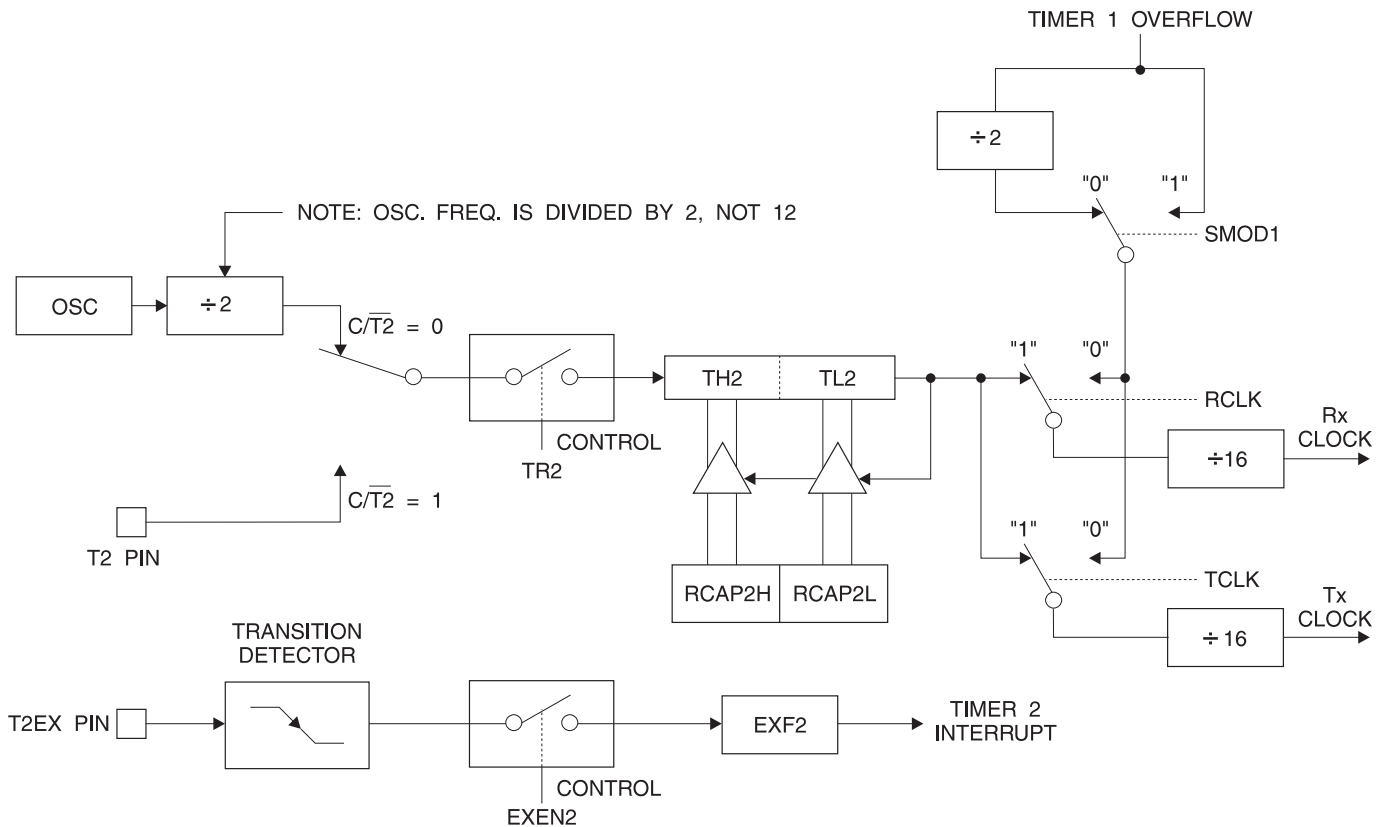 TIMER 1 OVERFLOW
÷2
"0" "1"
NOTE: OSC. FREQ. IS DIVIDED BY 2, NOT 12
SMOD1
OSC
÷2
C/T̅2̅ = 0
"1" "0"
TH2 TL2
RCLK
Rx
CLOCK
CONTROL
÷16
TR2
C/T̅2̅ = 1
"1" "0"
T2 PIN
RCAP2H RCAP2L
TCLK
Tx
CLOCK
TRANSITION
DETECTOR
÷16
T2EX PIN
EXF2
TIMER 2
INTERRUPT
CONTROL
EXEN2